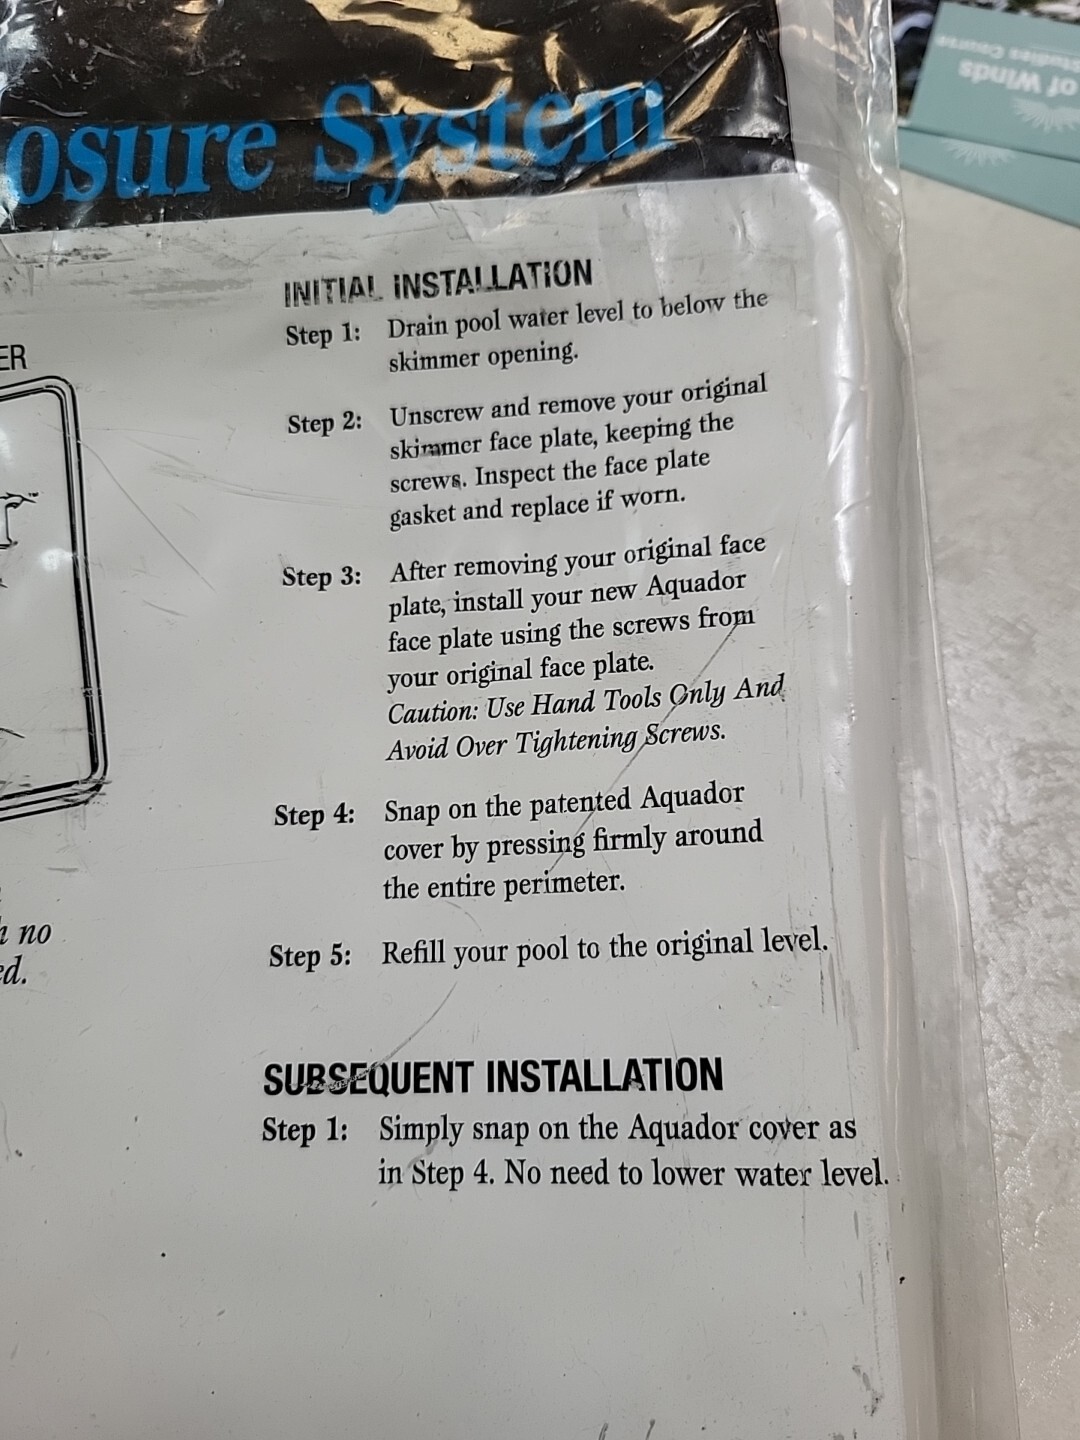 osure System
INITIAL INSTALLATION
Step 1: Drain pool water level to below the
skimmer opening.
Step 2: Unscrew and remove your original
skimmer face plate, keeping the
screws. Inspect the face plate
gasket and replace if worn.
Step 3: After removing your original face
plate, install your new Aquador
face plate using the screws from
your original face plate.
Caution: Use Hand Tools Only And
Avoid Over Tightening Screws.
Step 4: Snap on the patented Aquador
cover by pressing firmly around
the entire perimeter.
Step 5: Refill your pool to the original level.
SUBSEQUENT INSTALLATION
Step 1: Simply snap on the Aquador cover as
in Step 4. No need to lower water level.
ER
r™
no
ed.
of Winds
Studies Course